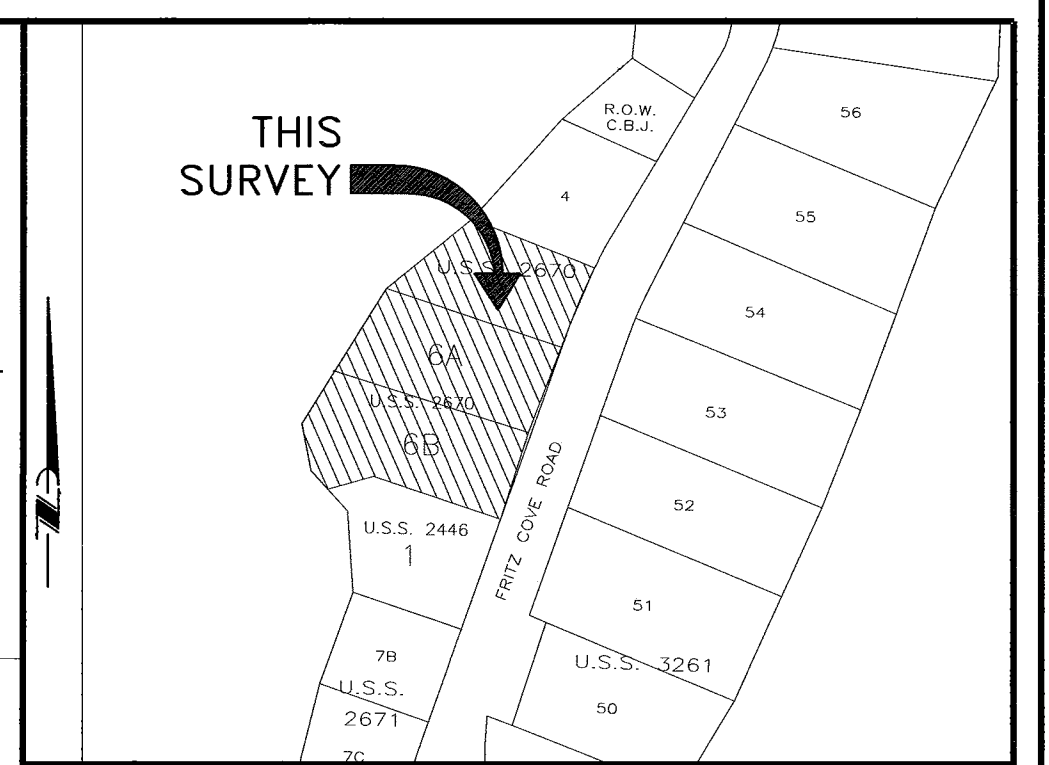 THIS
SURVEY
R.O.W.
C.B.J.
56
4
55
U.S.S. 2670
54
6A
U.S.S. 2670
53
6B
FRITZ COVE ROAD
52
U.S.S. 2446
1
51
7B
U.S.S. 3261
U.S.S.
2671
50
7C